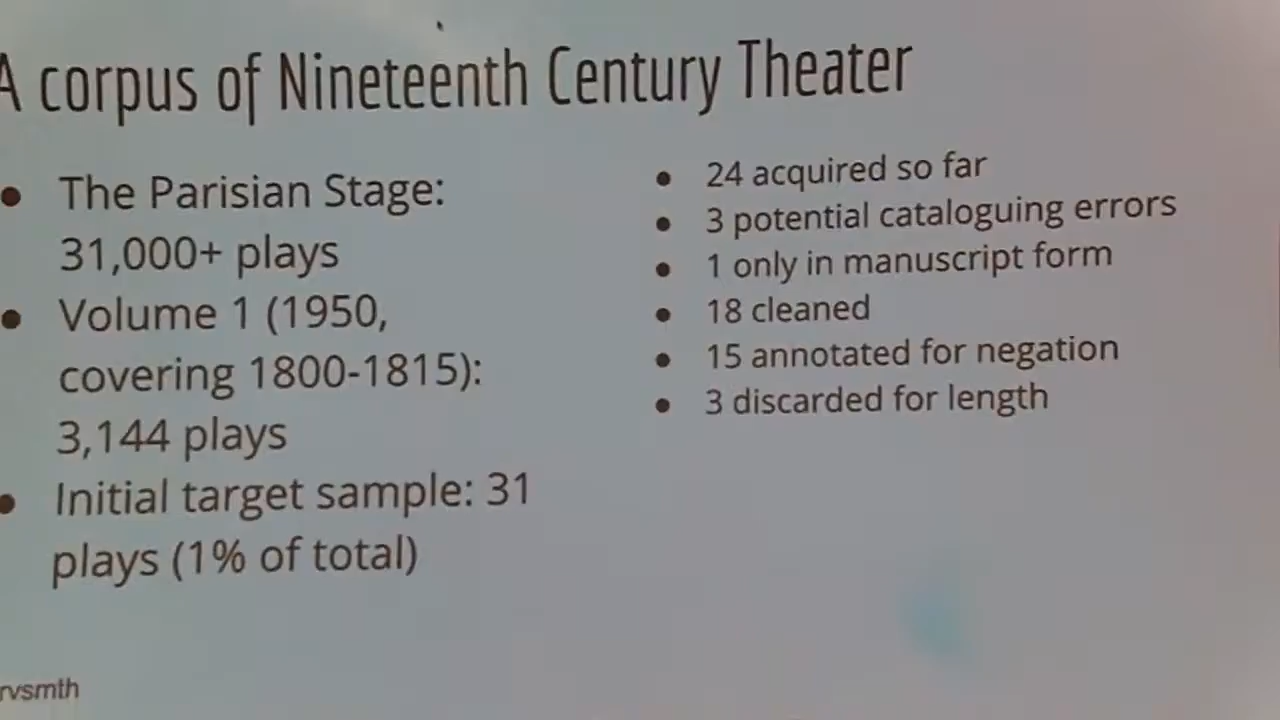 A corpus of Nineteenth Century Theater
• The Parisian Stage:
31,000+ plays
• Volume 1 (1950,
covering 1800-1815):
3,144 plays
• Initial target sample: 31
plays (1% of total)
• 24 acquired so far
• 3 potential cataloguing errors
• 1 only in manuscript form
• 18 cleaned
• 15 annotated for negation
• 3 discarded for length
rvsmth